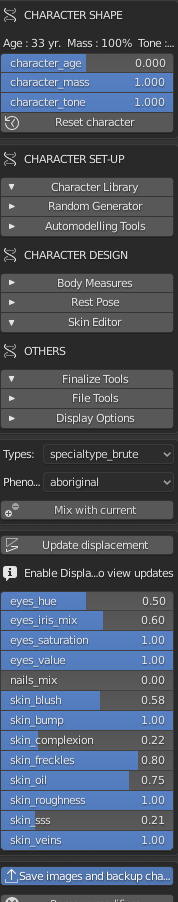 CHARACTER SHAPE
Age : 33 yr. Mass : 100% Tone :...
character_age 0.000
character_mass 1.000
character_tone 1.000
Reset character
CHARACTER SET-UP
Character Library
Random Generator
Automodelling Tools
CHARACTER DESIGN
Body Measures
Rest Pose
Skin Editor
OTHERS
Finalize Tools
File Tools
Display Options
Types: specialtype_brute
Pheno... aboriginal
Mix with current
Update displacement
Enable Displa...o view updates
eyes_hue 0.50
eyes_iris_mix 0.60
eyes_saturation 1.00
eyes_value 1.00
nails_mix 0.00
skin_blush 0.58
skin_bump 1.00
skin_complexion 0.22
skin_freckles 0.80
skin_oil 0.75
skin_roughness 1.00
skin_sss 0.21
skin_veins 1.00
Save images and backup cha...